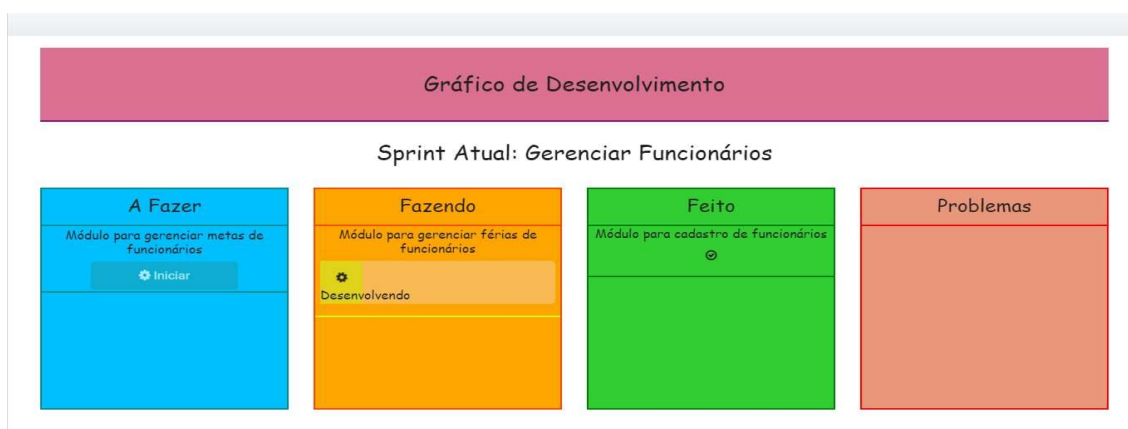 Gráfico de Desenvolvimento
Sprint Atual: Gerenciar Funcionários
A Fazer
Módulo para gerenciar metas de
funcionários
Iniciar
Fazendo
Módulo para gerenciar férias de
funcionários
Desenvolvendo
Feito
Módulo para cadastro de funcionários
Problemas